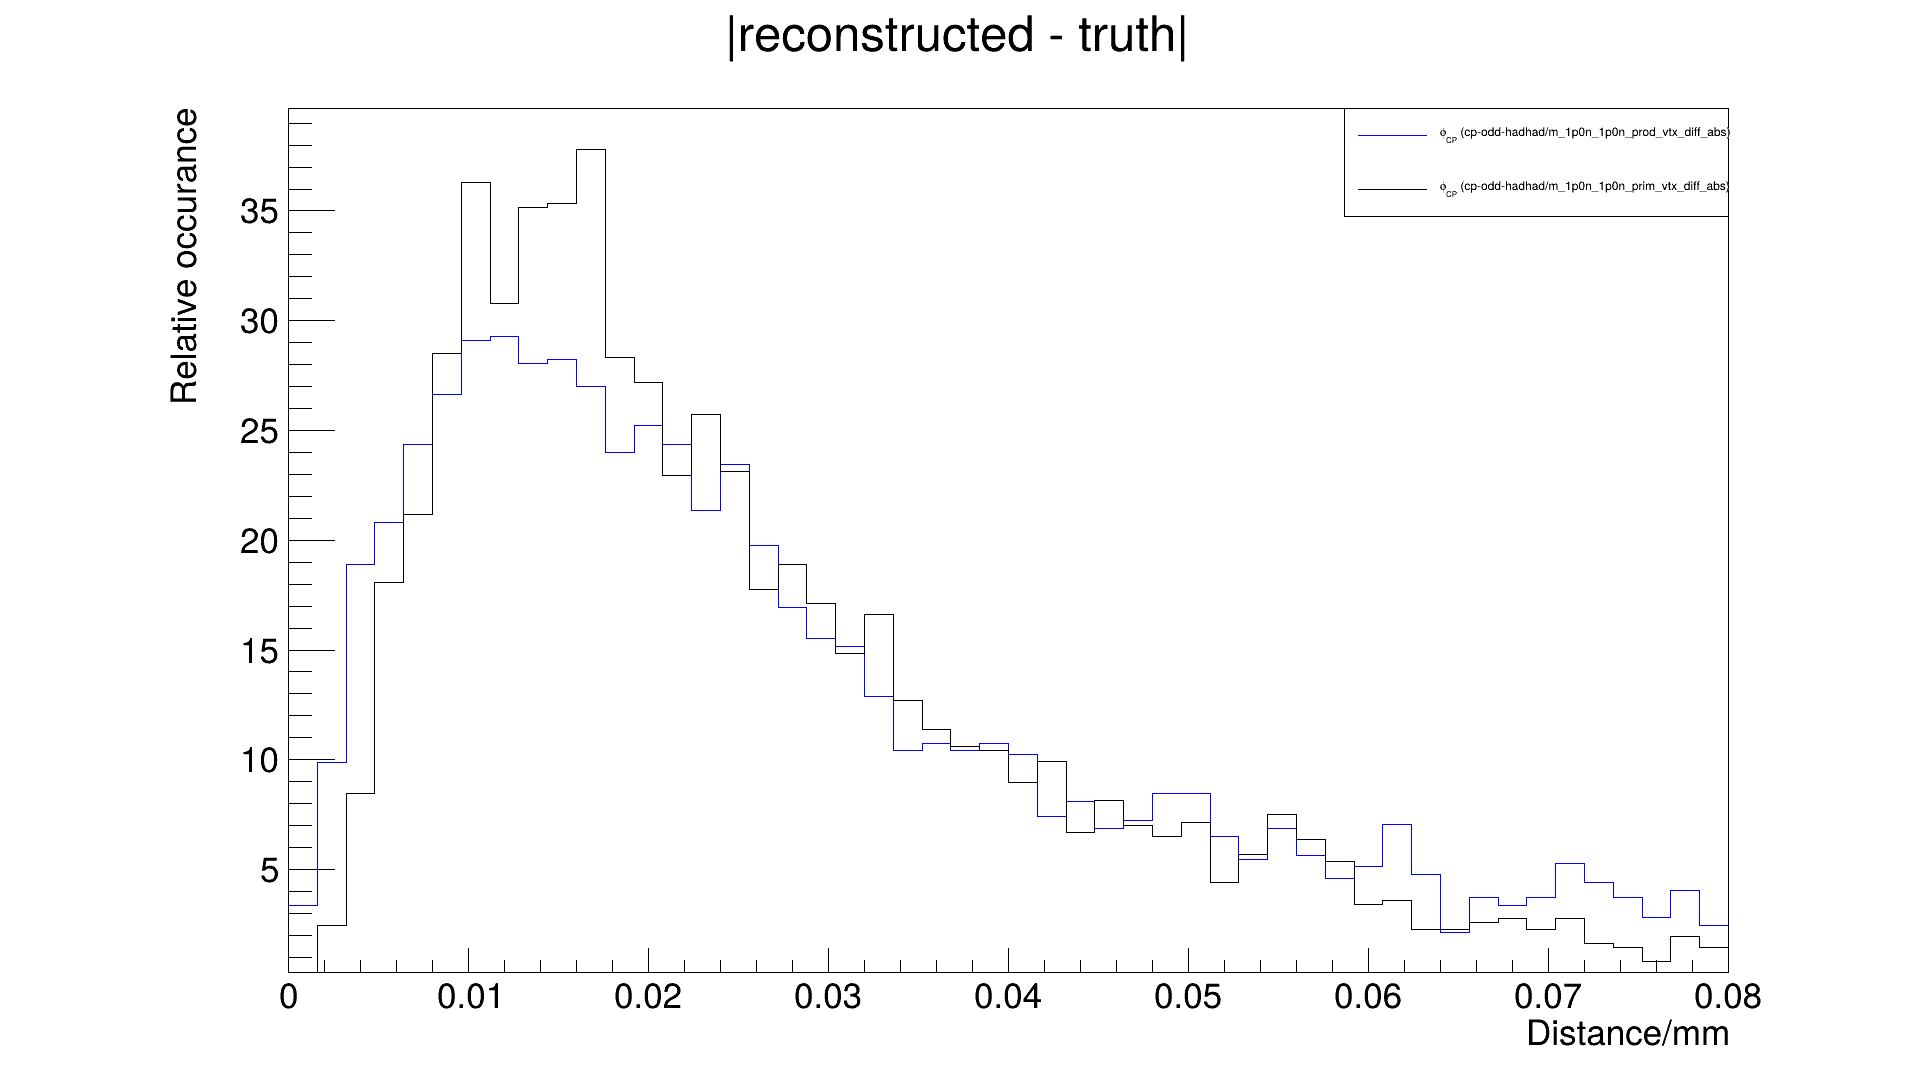 |reconstructed - truth|
Relative occurance
35
30
25
20
15
10
5
ϕCP (cp-odd-hadhad/m_1p0n_1p0n_prod_vtx_diff_abs)
ϕCP (cp-odd-hadhad/m_1p0n_1p0n_prim_vtx_diff_abs)
0 0.01 0.02 0.03 0.04 0.05 0.06 0.07 0.08
Distance/mm